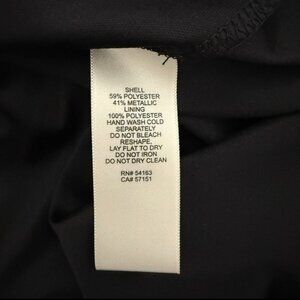 SHELL
59% POLYESTER
41% METALLIC
LINING
100% POLYESTER
HAND WASH COLD
SEPARATELY
DO NOT BLEACH
RESHAPE,
LAY FLAT TO DRY
DO NOT IRON
DO NOT DRY CLEAN
RN# 54163
CA# 57151